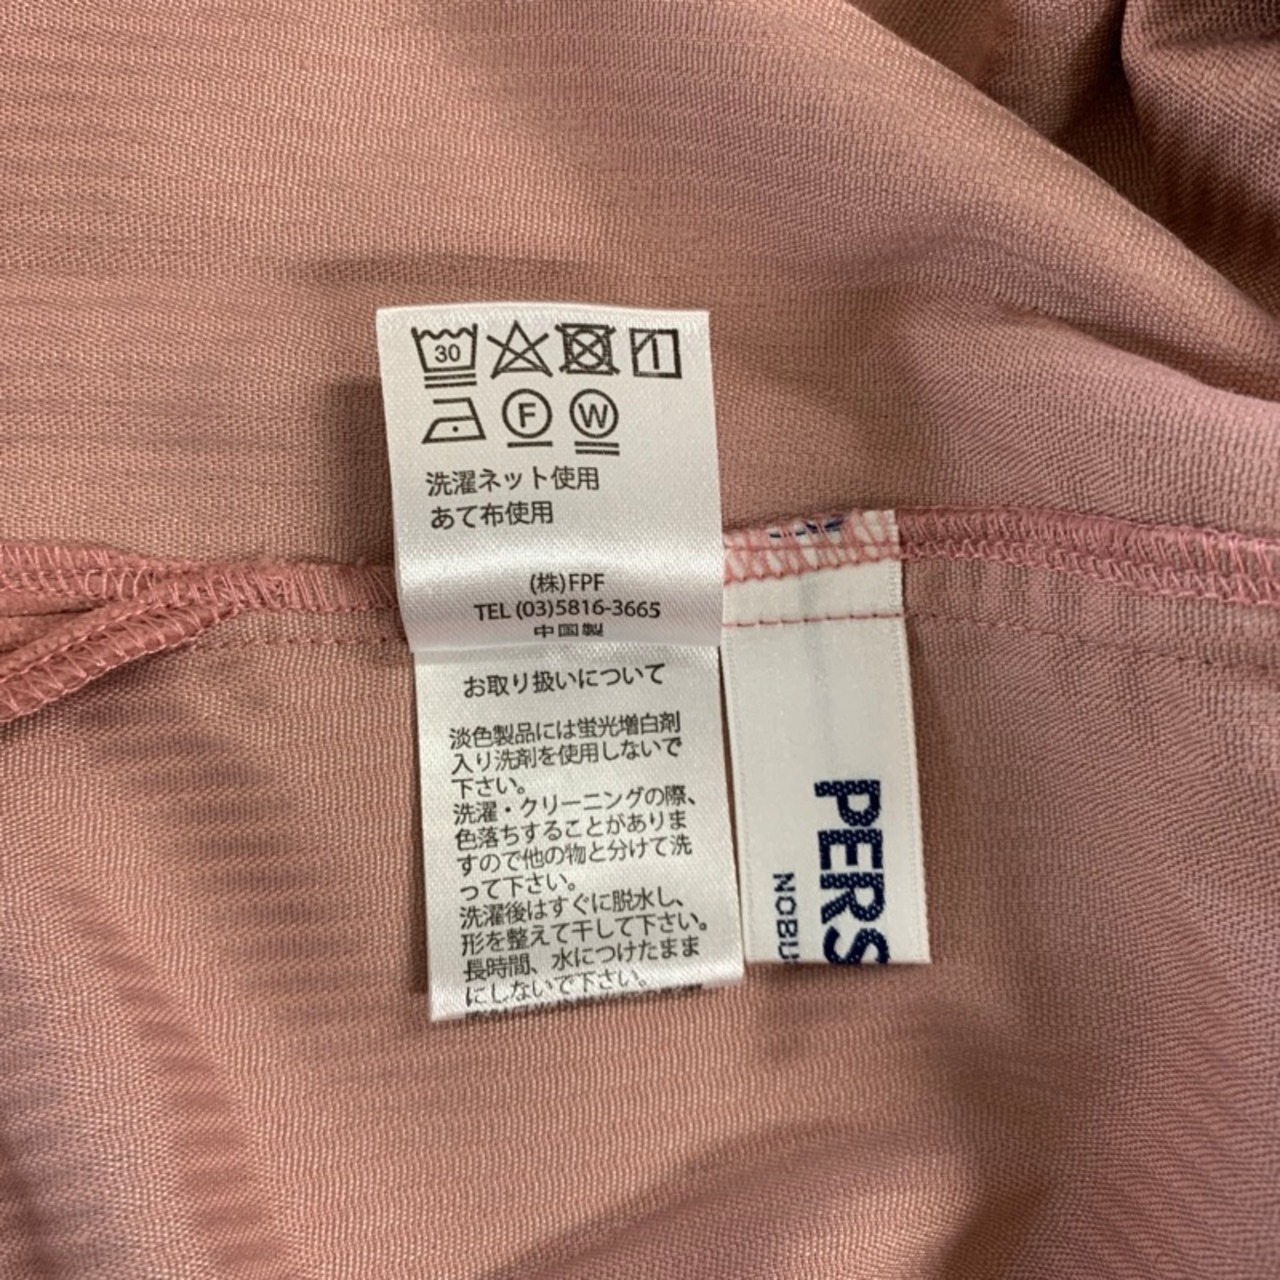 30
F W
洗濯ネット使用
あて布使用
(株)FPF
TEL (03)5816-3665
中国製
お取り扱いについて
淡色製品には蛍光増白剤
入り洗剤を使用しないで
下さい。
洗濯・クリーニングの際、
色落ちすることがありま
すので他の物と分けて洗
って下さい。
洗濯後はすぐに脱水し、
形を整えて干して下さい。
長時間、水につけたまま
にしないで下さい。
PERS
NOBU